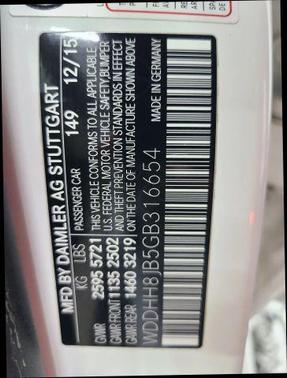 MFD BY DAIMLER AG STUTTGART
KG LBS PASSENGER CAR 149 12/15
GVWR 2595 5721 THIS VEHICLE CONFORMS TO ALL APPLICABLE
GAWR FRONT 1135 2502 U.S. FEDERAL MOTOR VEHICLE SAFETY,BUMPER
GAWR REAR 1460 3219 AND THEFT PREVENTION STANDARDS IN EFFECT
ON THE DATE OF MANUFACTURE SHOWN ABOVE
WDDHH8JB5GB316654 MADE IN GERMANY